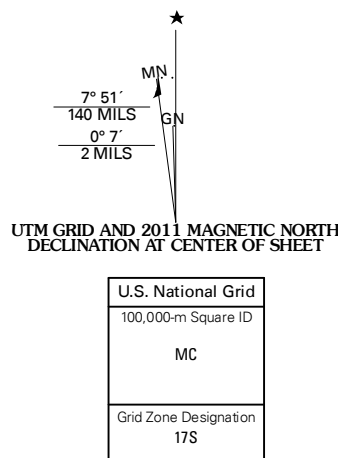 ★
MN
7° 51´
140 MILS
GN
0° 7´
2 MILS
UTM GRID AND 2011 MAGNETIC NORTH
DECLINATION AT CENTER OF SHEET
U.S. National Grid
100,000-m Square ID
MC
Grid Zone Designation
17S